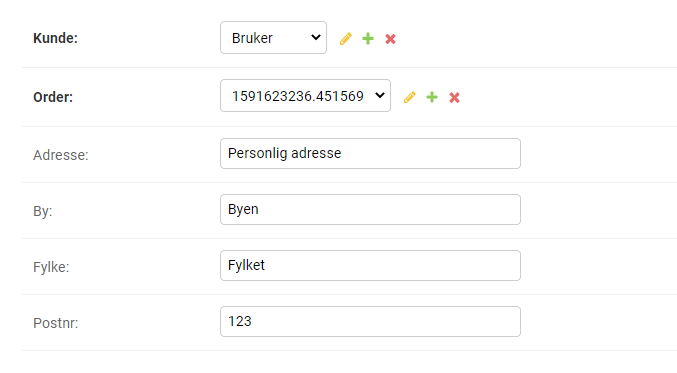 Kunde: Bruker
Order: 1591623236.451569
Adresse: Personlig adresse
By: Byen
Fylke: Fylket
Postnr: 123